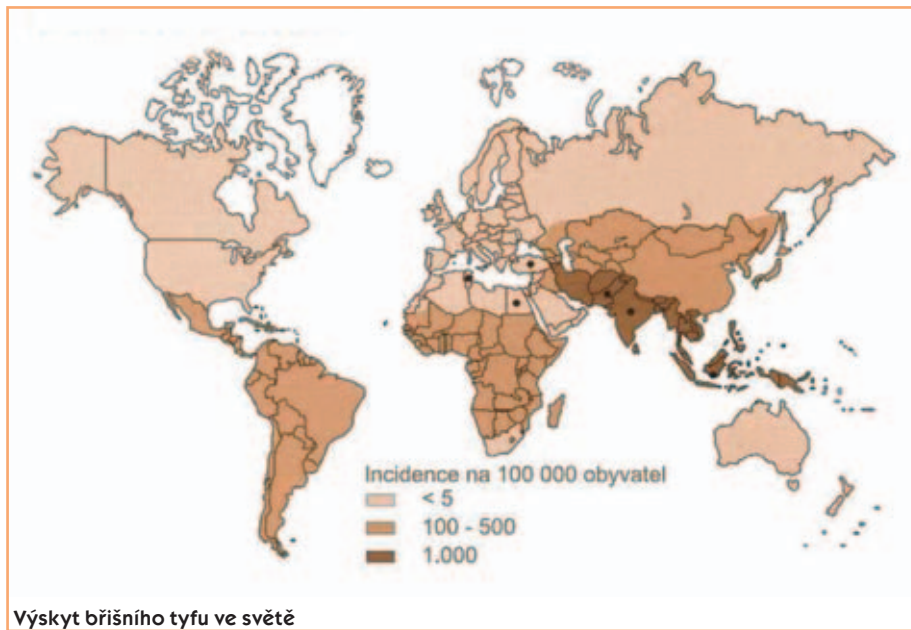 Incidence na 100 000 obyvatel
< 5
100 - 500
1.000
Výskyt břišního tyfu ve světě